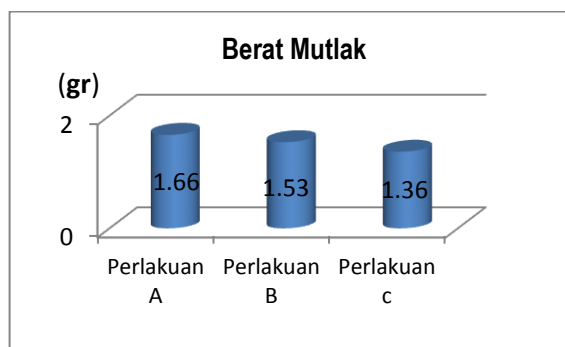 Berat Mutlak
(gr)
2
0
1.66
1.53
1.36
Perlakuan
A
Perlakuan
B
Perlakuan
c